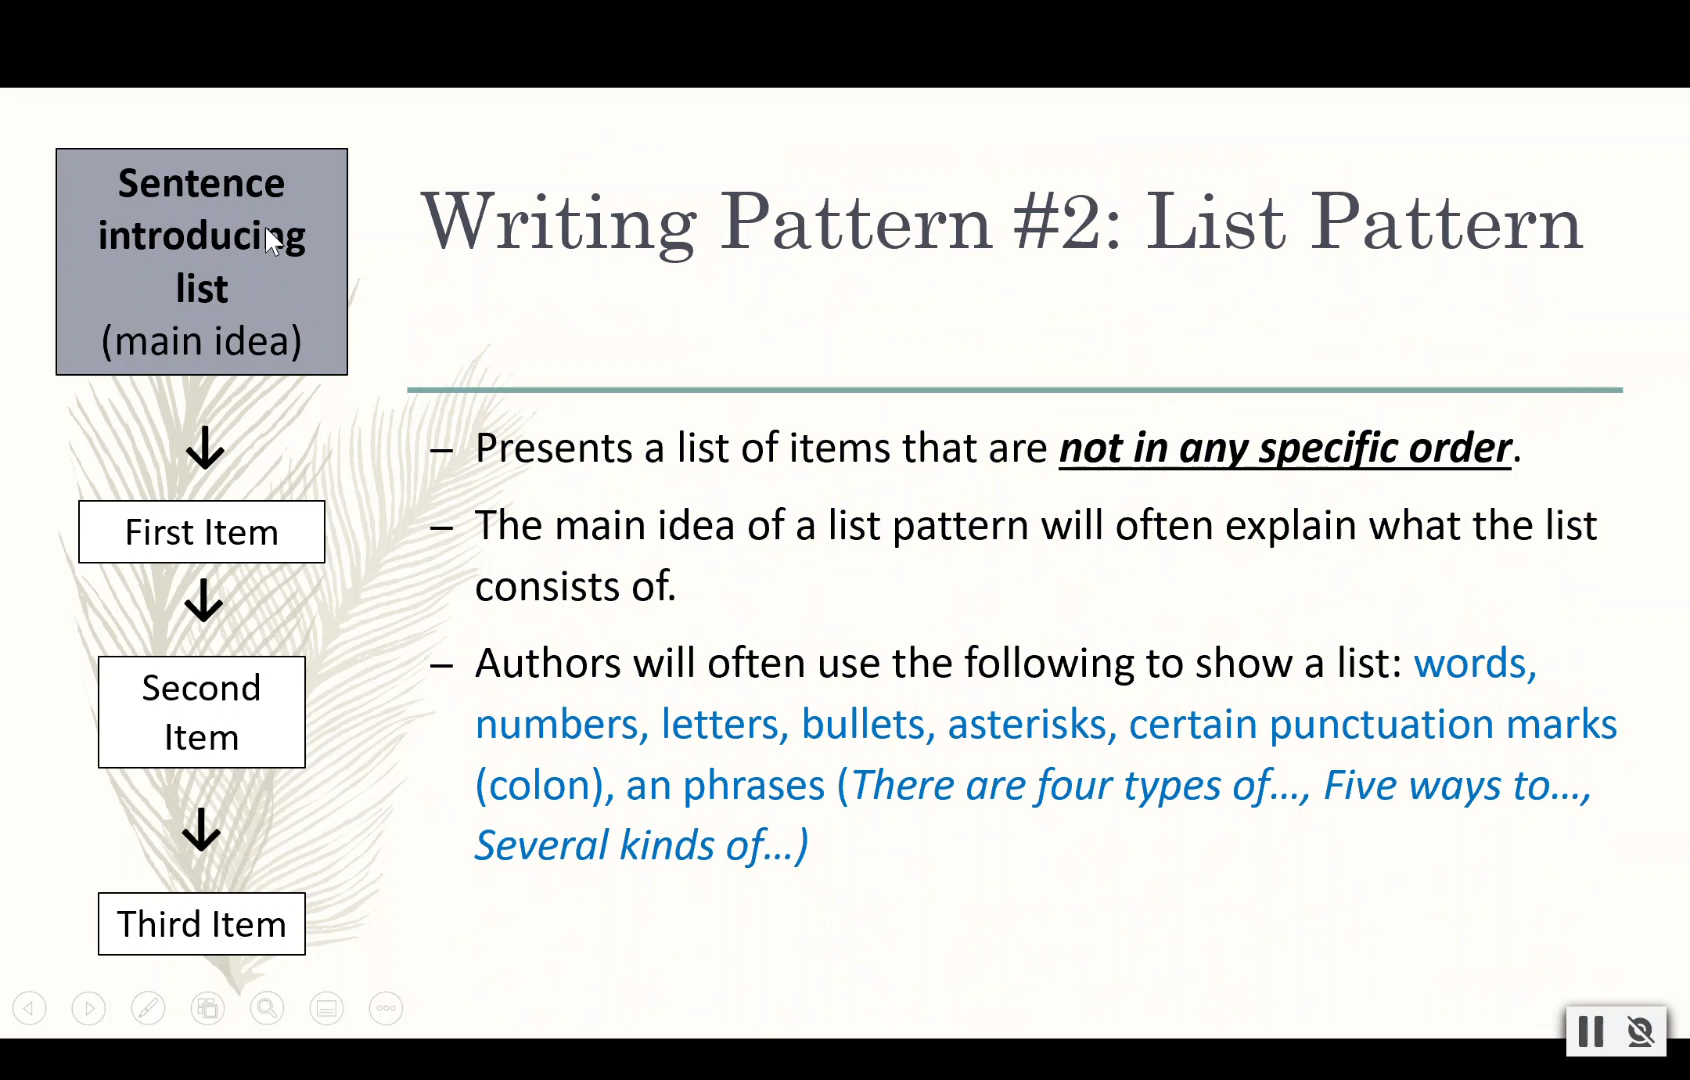 Sentence
introducing
list
(main idea)
↓
First Item
↓
Second
Item
↓
Third Item
Writing Pattern #2: List Pattern
– Presents a list of items that are not in any specific order.
– The main idea of a list pattern will often explain what the list
consists of.
– Authors will often use the following to show a list: words,
numbers, letters, bullets, asterisks, certain punctuation marks
(colon), an phrases (There are four types of…, Five ways to…,
Several kinds of…)